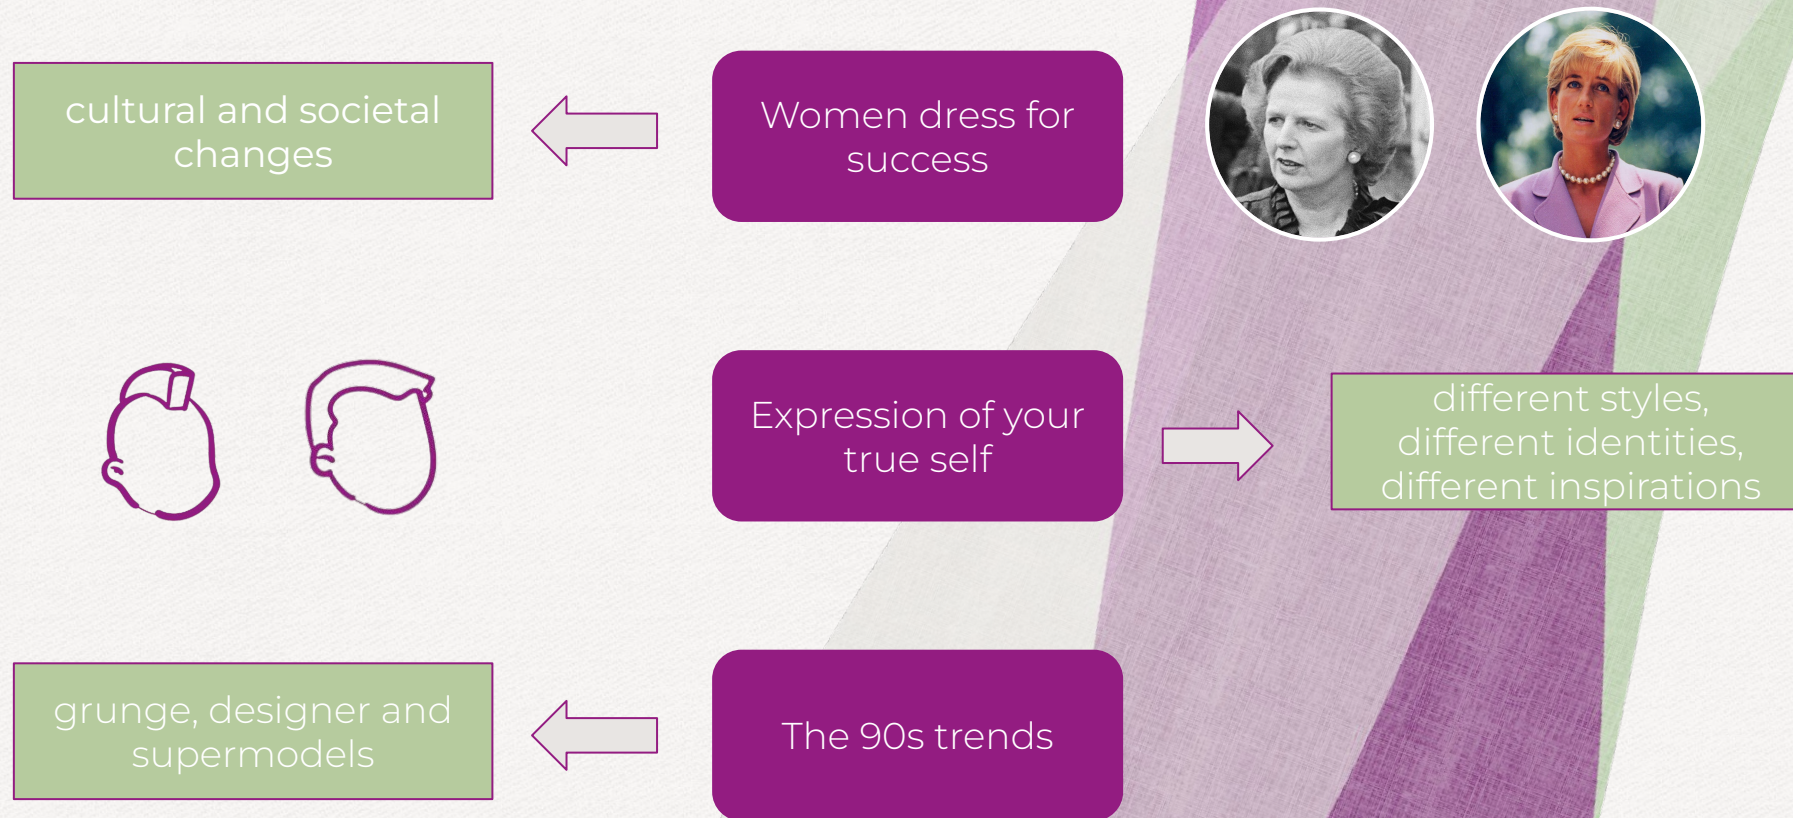 cultural and societal
changes
Women dress for
success
Expression of your
true self
different styles,
different identities,
different inspirations
grunge, designer and
supermodels
The 90s trends